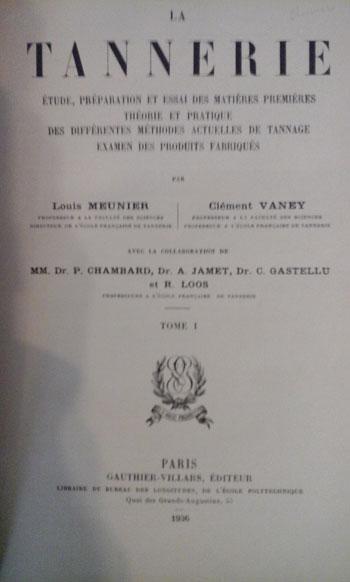 LA
TANNERIE
ÉTUDE, PRÉPARATION ET ESSAI DES MATIÈRES PREMIÈRES
THÉORIE ET PRATIQUE
DES DIFFÉRENTES MÉTHODES ACTUELLES DE TANNAGE
EXAMEN DES PRODUITS FABRIQUÉS
PAR
Louis MEUNIER
PROFESSEUR A LA FACULTÉ DES SCIENCES
DIRECTEUR DE L'ÉCOLE FRANÇAISE DE TANNERIE
Clément VANEY
PROFESSEUR A LA FACULTÉ DES SCIENCES
PROFESSEUR A L'ÉCOLE FRANÇAISE DE TANNERIE
AVEC LA COLLABORATION DE
MM. Dr. P. CHAMBARD, Dr. A. JAMET, Dr. C. GASTELLU
et R. LOOS
PROFESSEURS A L'ÉCOLE FRANÇAISE DE TANNERIE
TOME I
PARIS
GAUTHIER-VILLARS, ÉDITEUR
LIBRAIRE DU BUREAU DES LONGITUDES, DE L'ÉCOLE POLYTECHNIQUE
Quai des Grands-Augustins, 55
1936